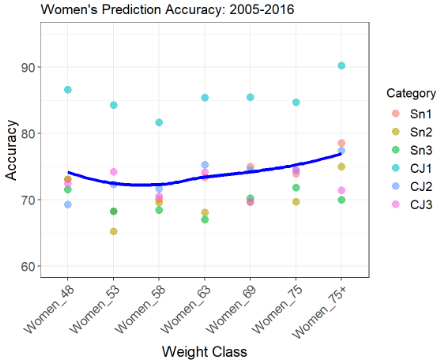 Women's Prediction Accuracy: 2005-2016
90
80
70
60
Accuracy
Women_48
Women_53
Women_58
Women_63
Women_69
Women_75
Women_75+
Weight Class
Category
Sn1
Sn2
Sn3
CJ1
CJ2
CJ3